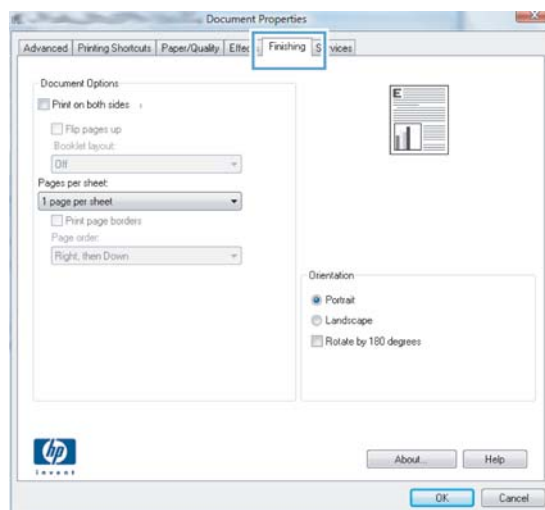 Document Properties
Advanced Printing Shortcuts Paper/Quality Finishing
Document Options
Print on both sides
Flip pages up
Booklet layout:
Off
Pages per sheet:
1 page per sheet
Print page borders
Page order:
Right, then Down
E
Orientation
Portrait
Landscape
Rotate by 180 degrees
hp
invent
About... Help
OK Cancel